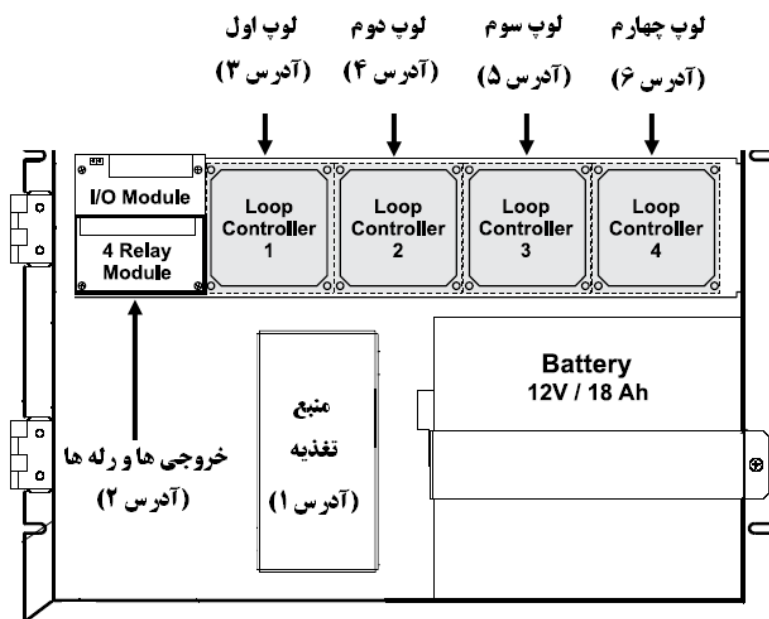 لوپ اول
(آدرس ۳)
لوپ دوم
(آدرس ۴)
لوپ سوم
(آدرس ۵)
لوپ چهارم
(آدرس ۶)
I/O Module
4 Relay
Module
Loop
Controller
1
Loop
Controller
2
Loop
Controller
3
Loop
Controller
4
خروجی ها و رله ها
(آدرس ۲)
منبع
تغذیه
(آدرس ۱)
Battery
12V / 18 Ah